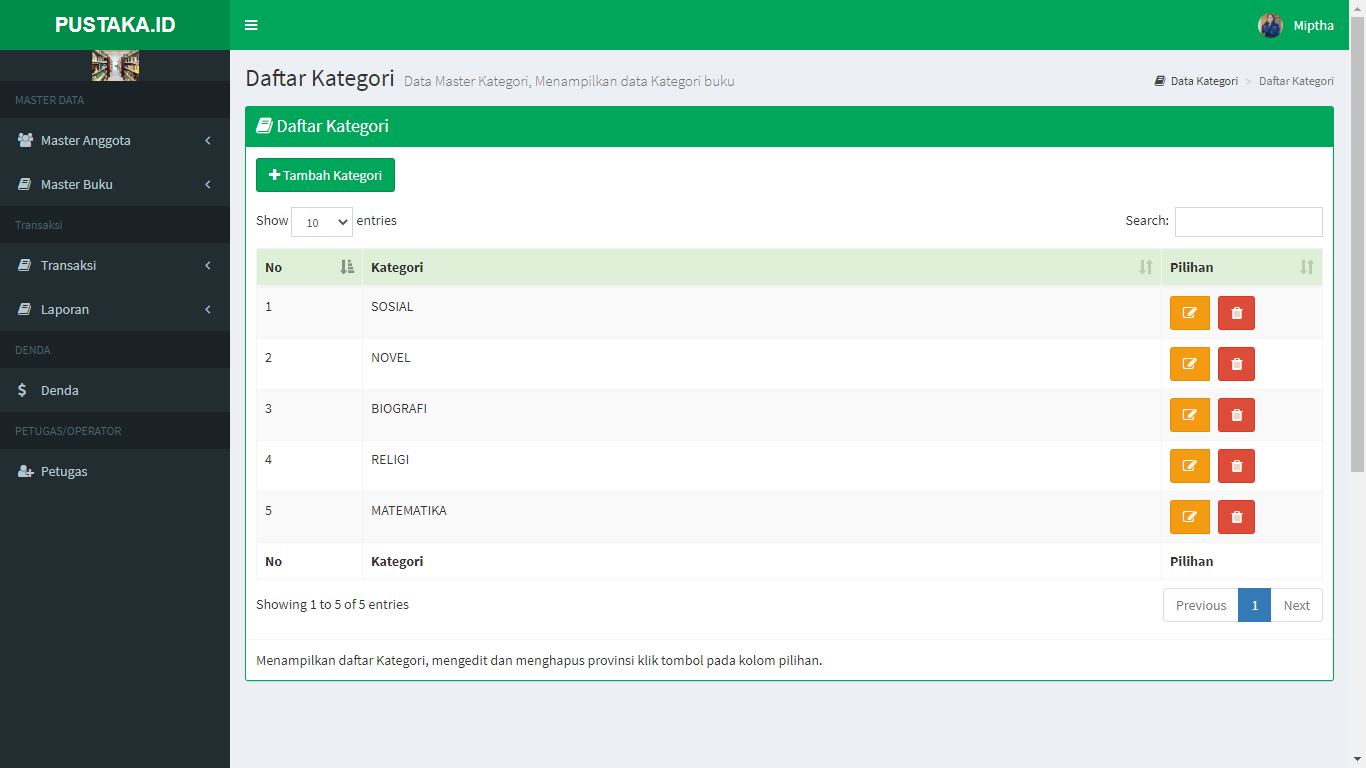 PUSTAKA.ID
Miptha
MASTER DATA
Master Anggota
Master Buku
Transaksi
Transaksi
Laporan
DENDA
Denda
PETUGAS/OPERATOR
Petugas
Daftar Kategori Data Master Kategori, Menampilkan data Kategori buku
Data Kategori > Daftar Kategori
Daftar Kategori
Tambah Kategori
Show 10 entries
Search:
No Kategori Pilihan
1 SOSIAL
2 NOVEL
3 BIOGRAFI
4 RELIGI
5 MATEMATIKA
No Kategori Pilihan
Showing 1 to 5 of 5 entries
Previous 1 Next
Menampilkan daftar Kategori, mengedit dan menghapus provinsi klik tombol pada kolom pilihan.